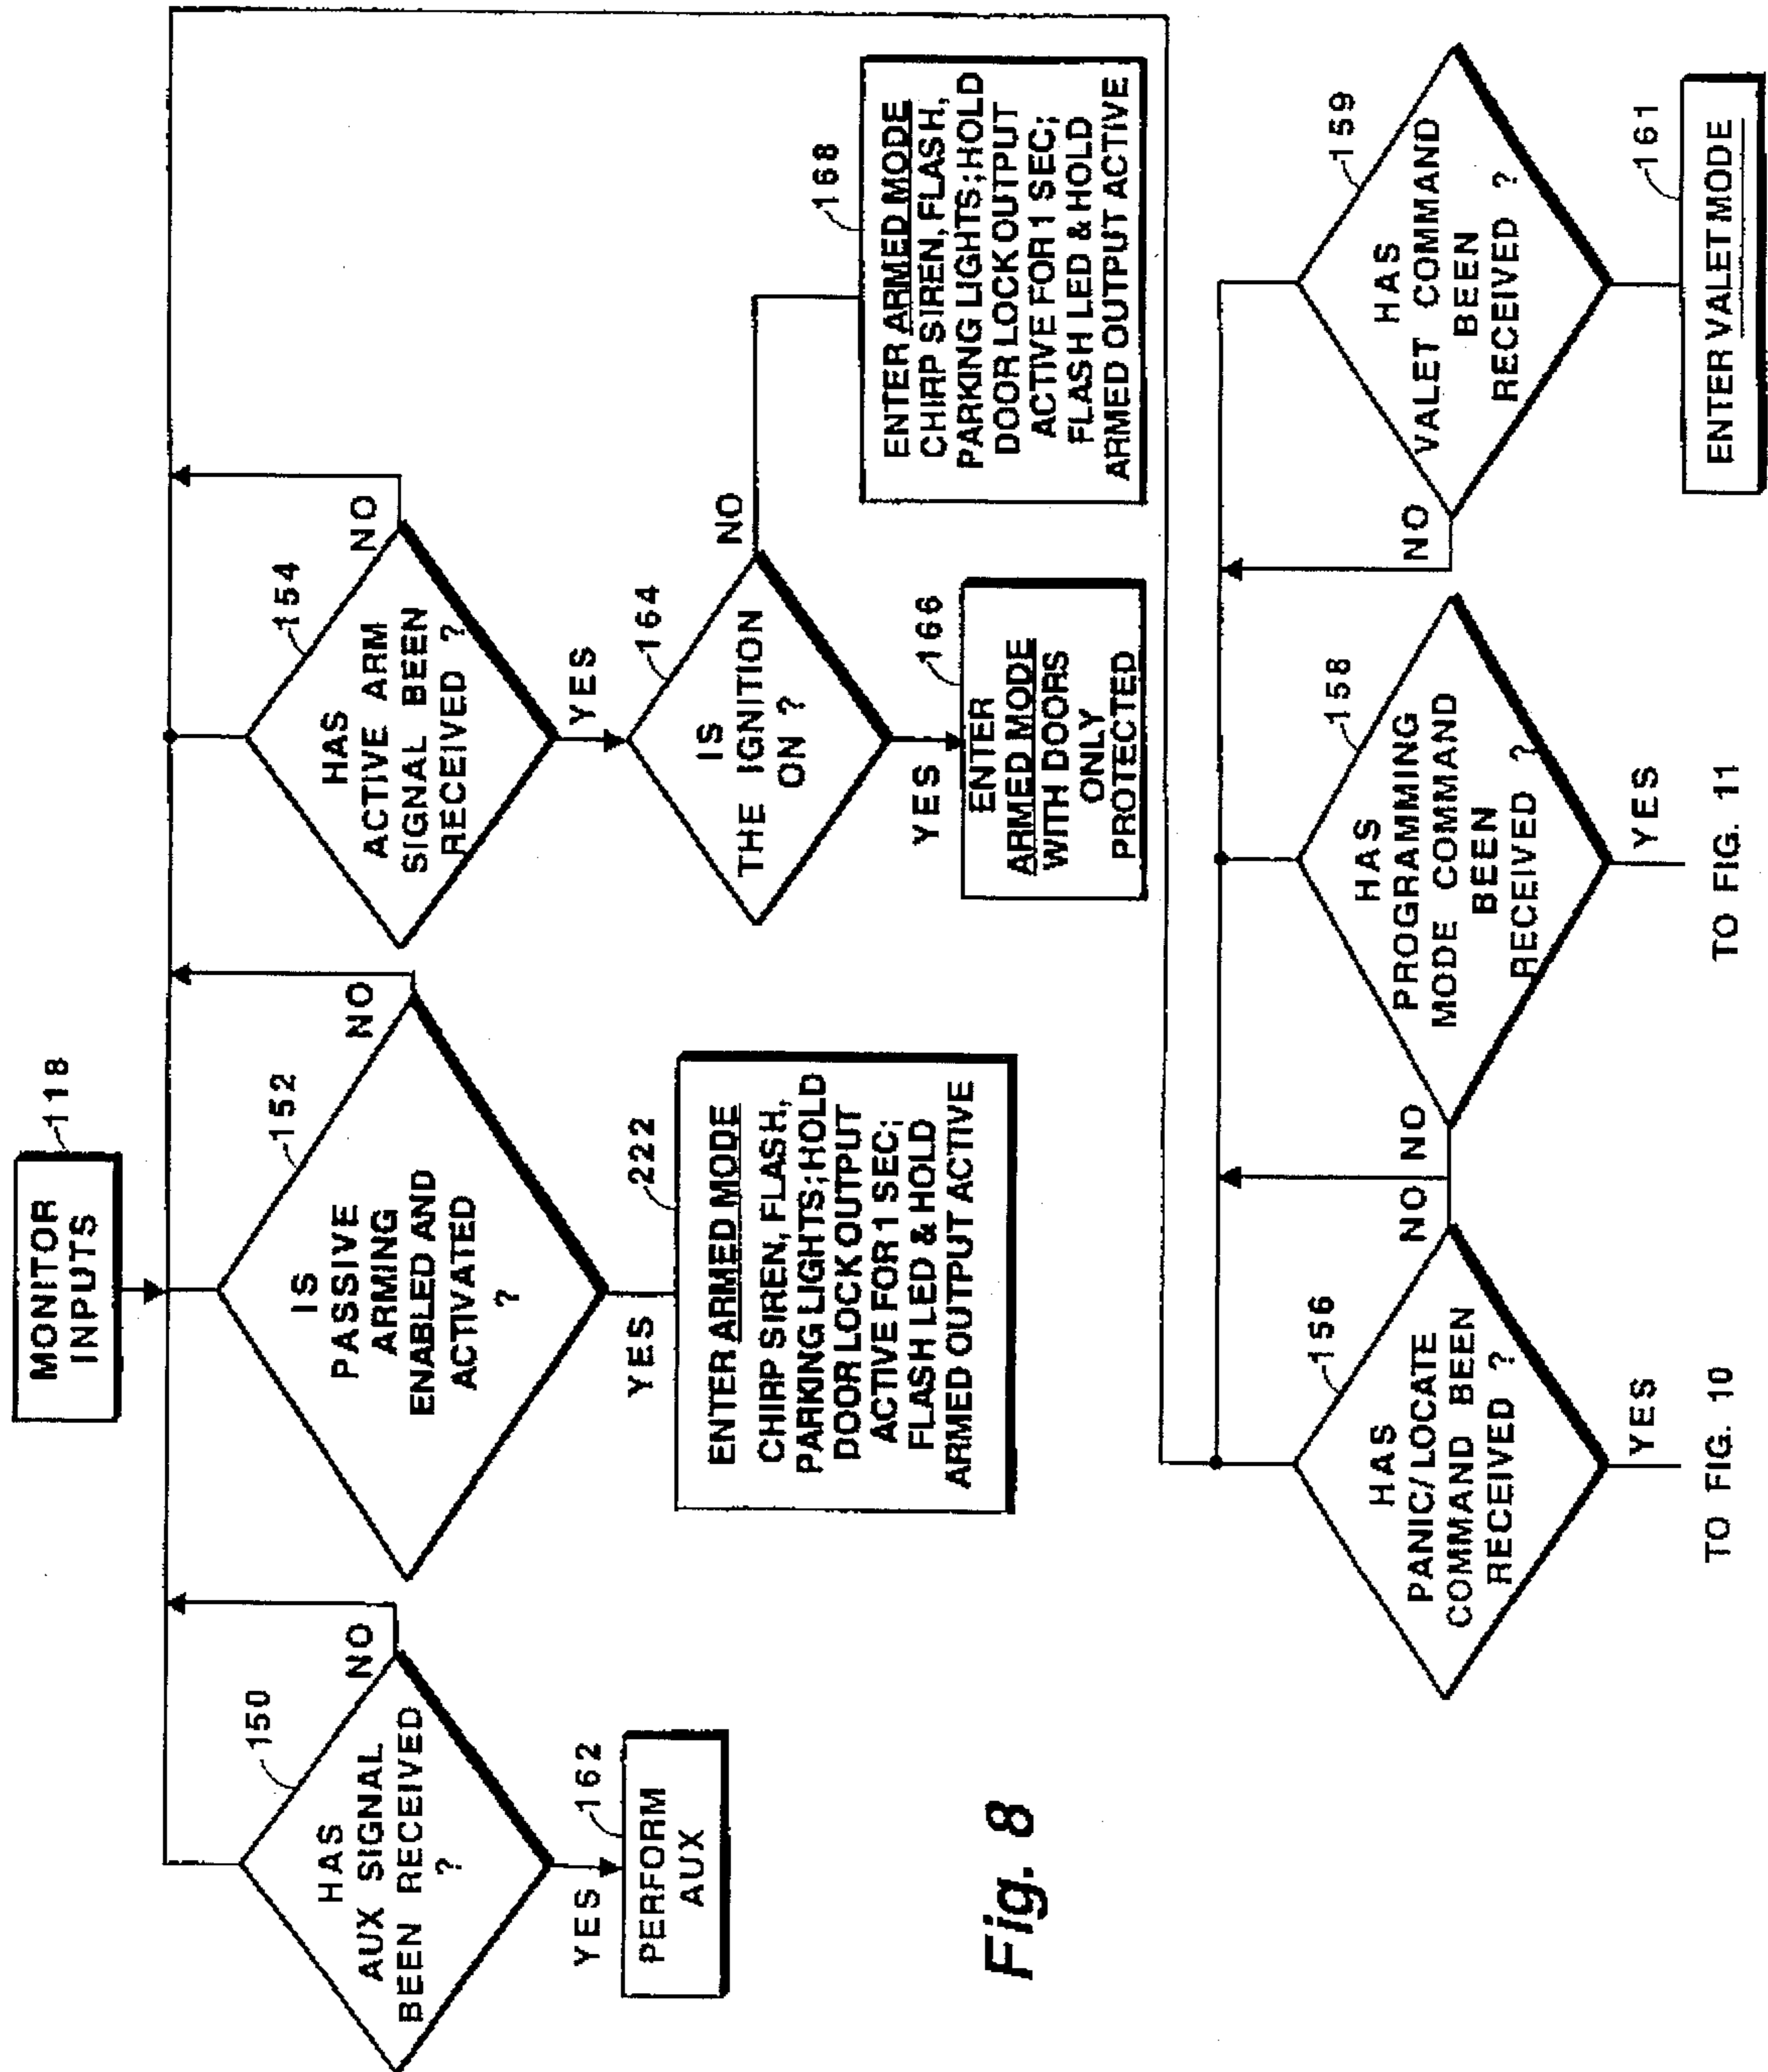 MONITOR
INPUTS
118
HAS
AUX SIGNAL
BEEN RECEIVED
?
150
NO
YES
PERFORM
AUX
162
IS
PASSIVE
ARMING
ENABLED AND
ACTIVATED
?
152
NO
YES
222
ENTER ARMED MODE
CHIRP SIREN, FLASH,
PARKING LIGHTS; HOLD
DOOR LOCK OUTPUT
ACTIVE FOR 1 SEC;
FLASH LED & HOLD
ARMED OUTPUT ACTIVE
HAS
ACTIVE ARM
SIGNAL BEEN
RECEIVED ?
154
NO
YES
IS
THE IGNITION
ON ?
164
NO
YES
166
ENTER
ARMED MODE
WITH DOORS
ONLY
PROTECTED
168
ENTER ARMED MODE
CHIRP SIREN, FLASH,
PARKING LIGHTS; HOLD
DOOR LOCK OUTPUT
ACTIVE FOR 1 SEC;
FLASH LED & HOLD
ARMED OUTPUT ACTIVE
HAS
PANIC/LOCATE
COMMAND BEEN
RECEIVED ?
156
NO
YES
TO FIG. 10
HAS
PROGRAMMING
MODE COMMAND
BEEN
RECEIVED ?
158
NO
YES
TO FIG. 11
HAS
VALET COMMAND
BEEN
RECEIVED ?
159
NO
161
ENTER VALET MODE
Fig. 8